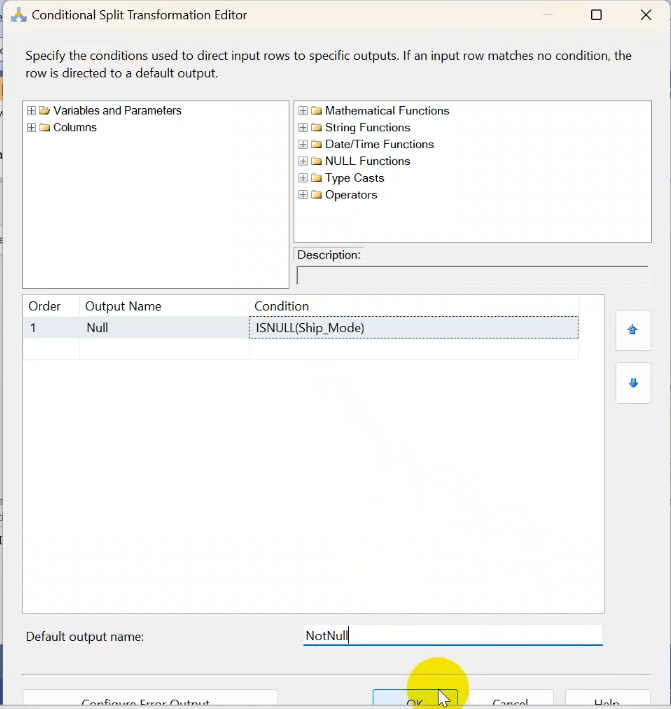 Conditional Split Transformation Editor
Specify the conditions used to direct input rows to specific outputs. If an input row matches no condition, the
row is directed to a default output.
Variables and Parameters
Columns
Mathematical Functions
String Functions
Date/Time Functions
NULL Functions
Type Casts
Operators
Description:
Order Output Name Condition
1 Null ISNULL(Ship_Mode)
Default output name: NotNull
Configure Error Output OK Cancel Help